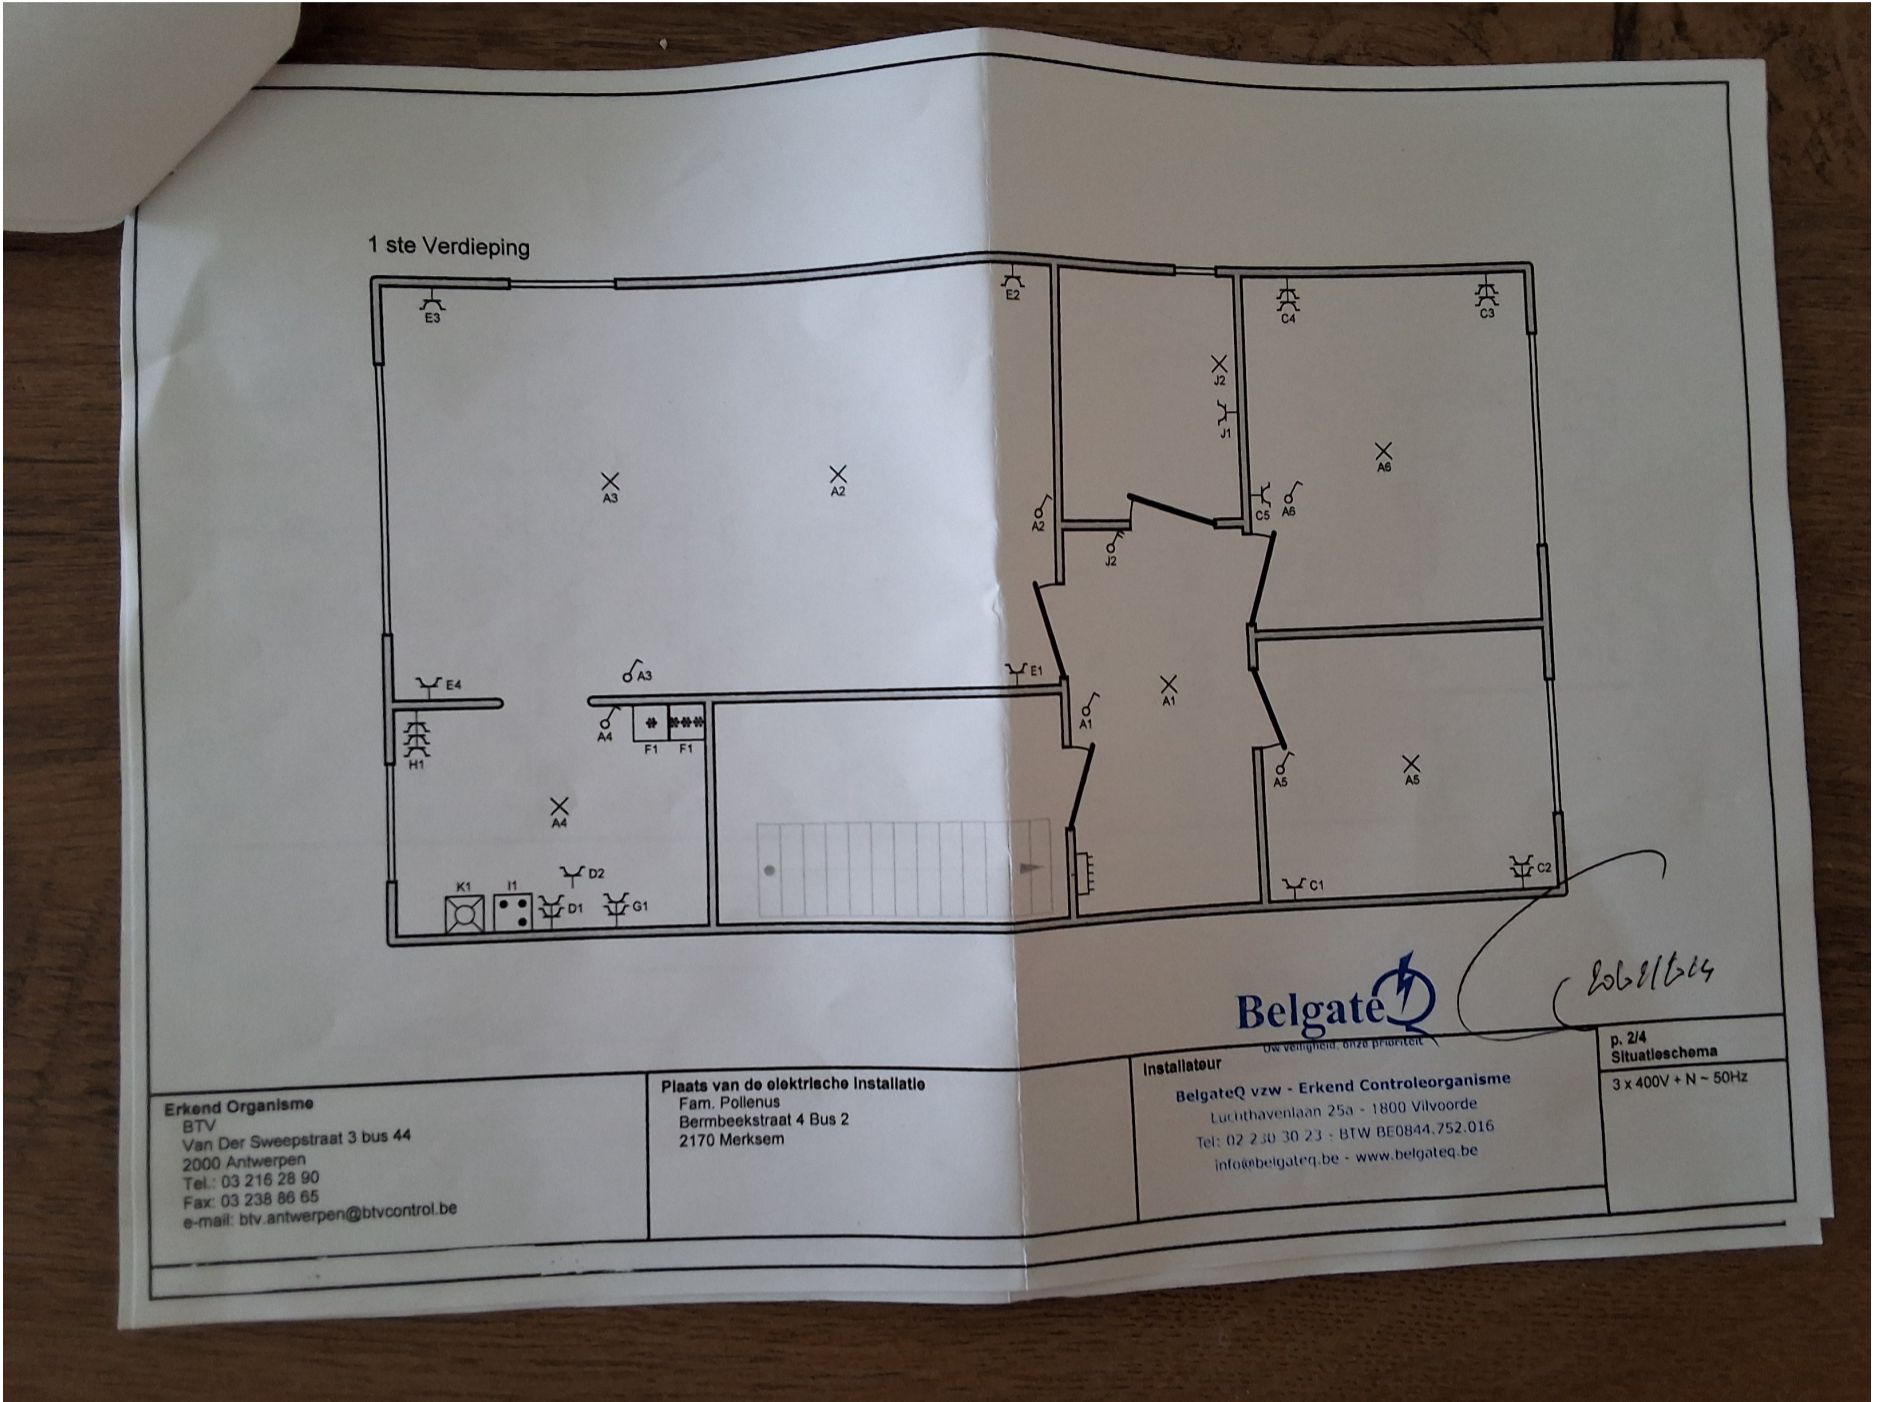 1 ste Verdieping
E3
E2
C4
C3
J2
J1
A6
A3
A2
A2
C5
A6
J2
A3
E1
E4
A1
A1
A4
F1
F1
H1
A5
A5
A4
D2
K1
I1
D1
G1
C1
C2
BelgateQ
Uw veiligheid, onze prioriteit
Erkend Organisme
BTV
Van Der Sweepstraat 3 bus 44
2000 Antwerpen
Tel.: 03 216 28 90
Fax: 03 238 86 65
e-mail: btv.antwerpen@btvcontrol.be
Plaats van de elektrische Installatie
Fam. Pollenus
Bermbeekstraat 4 Bus 2
2170 Merksem
Installateur
BelgateQ vzw - Erkend Controleorganisme
Luchthavenlaan 25a - 1800 Vilvoorde
Tel: 02 230 30 23 - BTW BE0844.752.016
info@belgateq.be - www.belgateq.be
p. 2/4
Situatieschema
3 x 400V + N ~ 50Hz